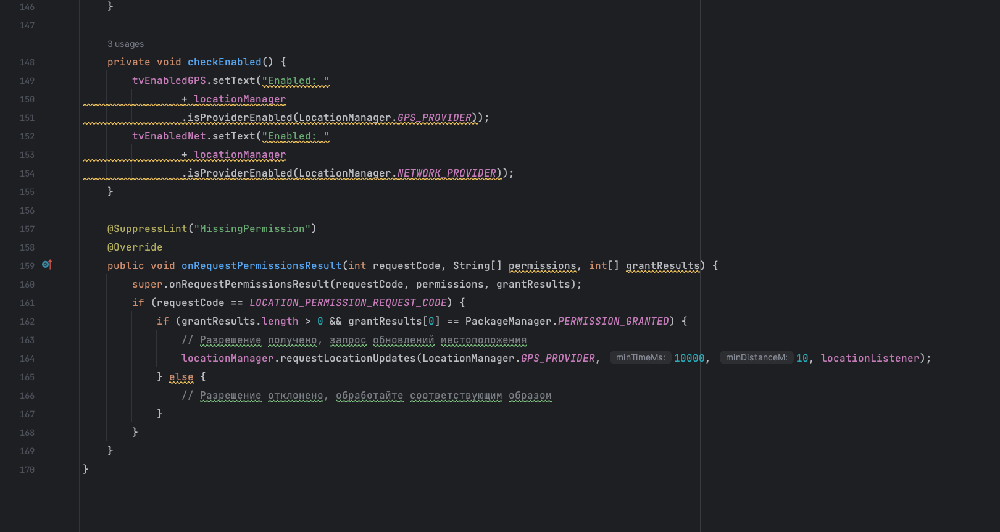 146 }
147
3 usages
148 private void checkEnabled() {
149 tvEnabledGPS.setText("Enabled: "
150 + locationManager
151 .isProviderEnabled(LocationManager.GPS_PROVIDER));
152 tvEnabledNet.setText("Enabled: "
153 + locationManager
154 .isProviderEnabled(LocationManager.NETWORK_PROVIDER));
155 }
156
157 @SuppressLint("MissingPermission")
158 @Override
159 public void onRequestPermissionsResult(int requestCode, String[] permissions, int[] grantResults) {
160 super.onRequestPermissionsResult(requestCode, permissions, grantResults);
161 if (requestCode == LOCATION_PERMISSION_REQUEST_CODE) {
162 if (grantResults.length > 0 && grantResults[0] == PackageManager.PERMISSION_GRANTED) {
163 // Разрешение получено, запрос обновлений местоположения
164 locationManager.requestLocationUpdates(LocationManager.GPS_PROVIDER, minTimeMs: 10000, minDistanceM: 10, locationListener);
165 } else {
166 // Разрешение отклонено, обработайте соответствующим образом
167 }
168 }
169 }
170 }